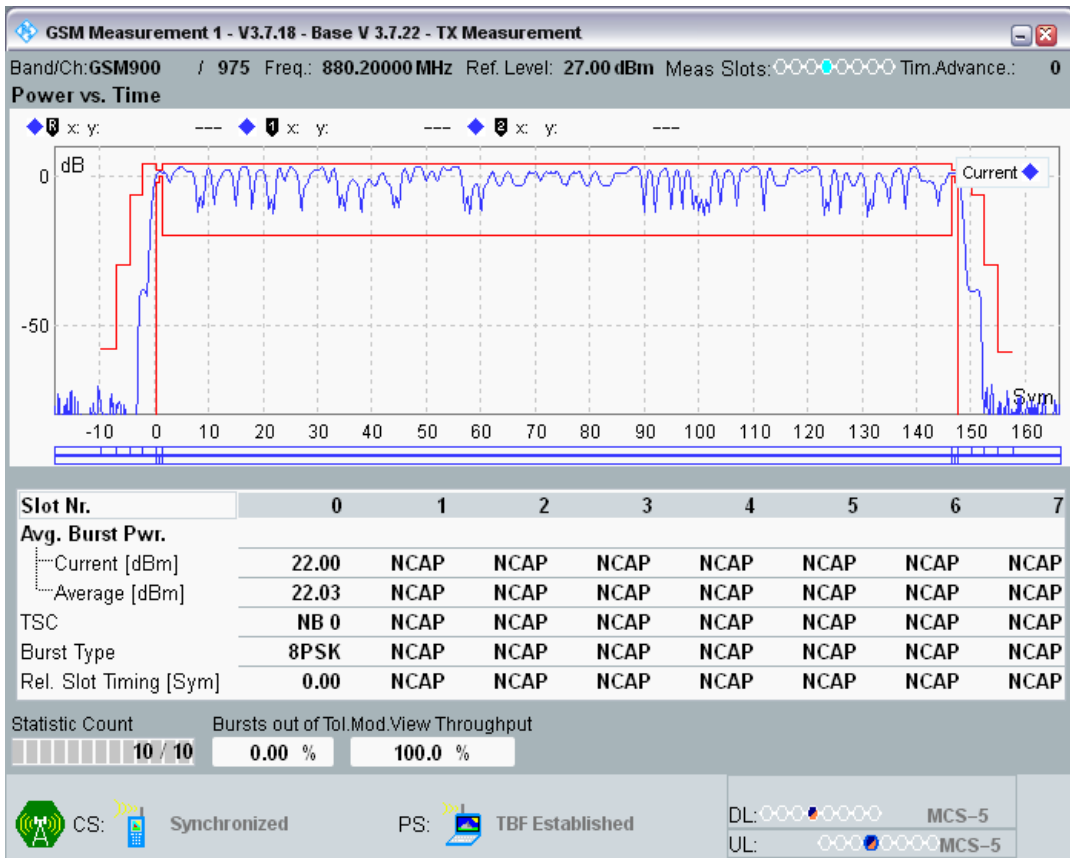 GSM Measurement 1 - V3.7.18 - Base V 3.7.22 - TX Measurement
Band/Ch:GSM900 / 975 Freq.: 880.20000 MHz Ref. Level: 27.00 dBm Meas Slots: Tim.Advance.: 0
Power vs. Time
R x: y: --- 1 x: y: --- 2 x: y: ---
dB
Current
0
-50
Sym
-10 0 10 20 30 40 50 60 70 80 90 100 110 120 130 140 150 160
Slot Nr. 0 1 2 3 4 5 6 7
Avg. Burst Pwr.
Current [dBm] 22.00 NCAP NCAP NCAP NCAP NCAP NCAP NCAP
Average [dBm] 22.03 NCAP NCAP NCAP NCAP NCAP NCAP NCAP
TSC NB 0 NCAP NCAP NCAP NCAP NCAP NCAP NCAP
Burst Type 8PSK NCAP NCAP NCAP NCAP NCAP NCAP NCAP
Rel. Slot Timing [Sym] 0.00 NCAP NCAP NCAP NCAP NCAP NCAP NCAP
Statistic Count Bursts out of Tol.Mod.View Throughput
10 / 10 0.00 % 100.0 %
CS: Synchronized PS: TBF Established
DL: MCS-5
UL: MCS-5